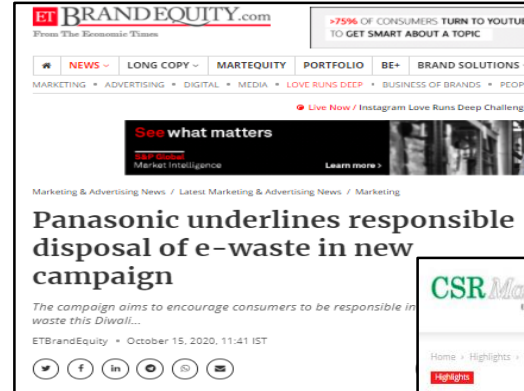 ET BRANDEQUITY.com
From The Economic Times
>75% OF CONSUMERS TURN TO YOUTU
TO GET SMART ABOUT A TOPIC
NEWS LONG COPY MARTEQUITY PORTFOLIO BE+ BRAND SOLUTIONS
MARKETING • ADVERTISING • DIGITAL • MEDIA • LOVE RUNS DEEP • BUSINESS OF BRANDS • PEOP
Live Now / Instagram Love Runs Deep Challeng
See what matters
S&P Global
Market Intelligence
Learn more >
Marketing & Advertising News / Latest Marketing & Advertising News / Marketing
Panasonic underlines responsible
disposal of e-waste in new
campaign
The campaign aims to encourage consumers to be responsible in
waste this Diwali...
ETBrandEquity • October 15, 2020, 11:41 IST
CSR Ma
Home > Highlights >
Highlights